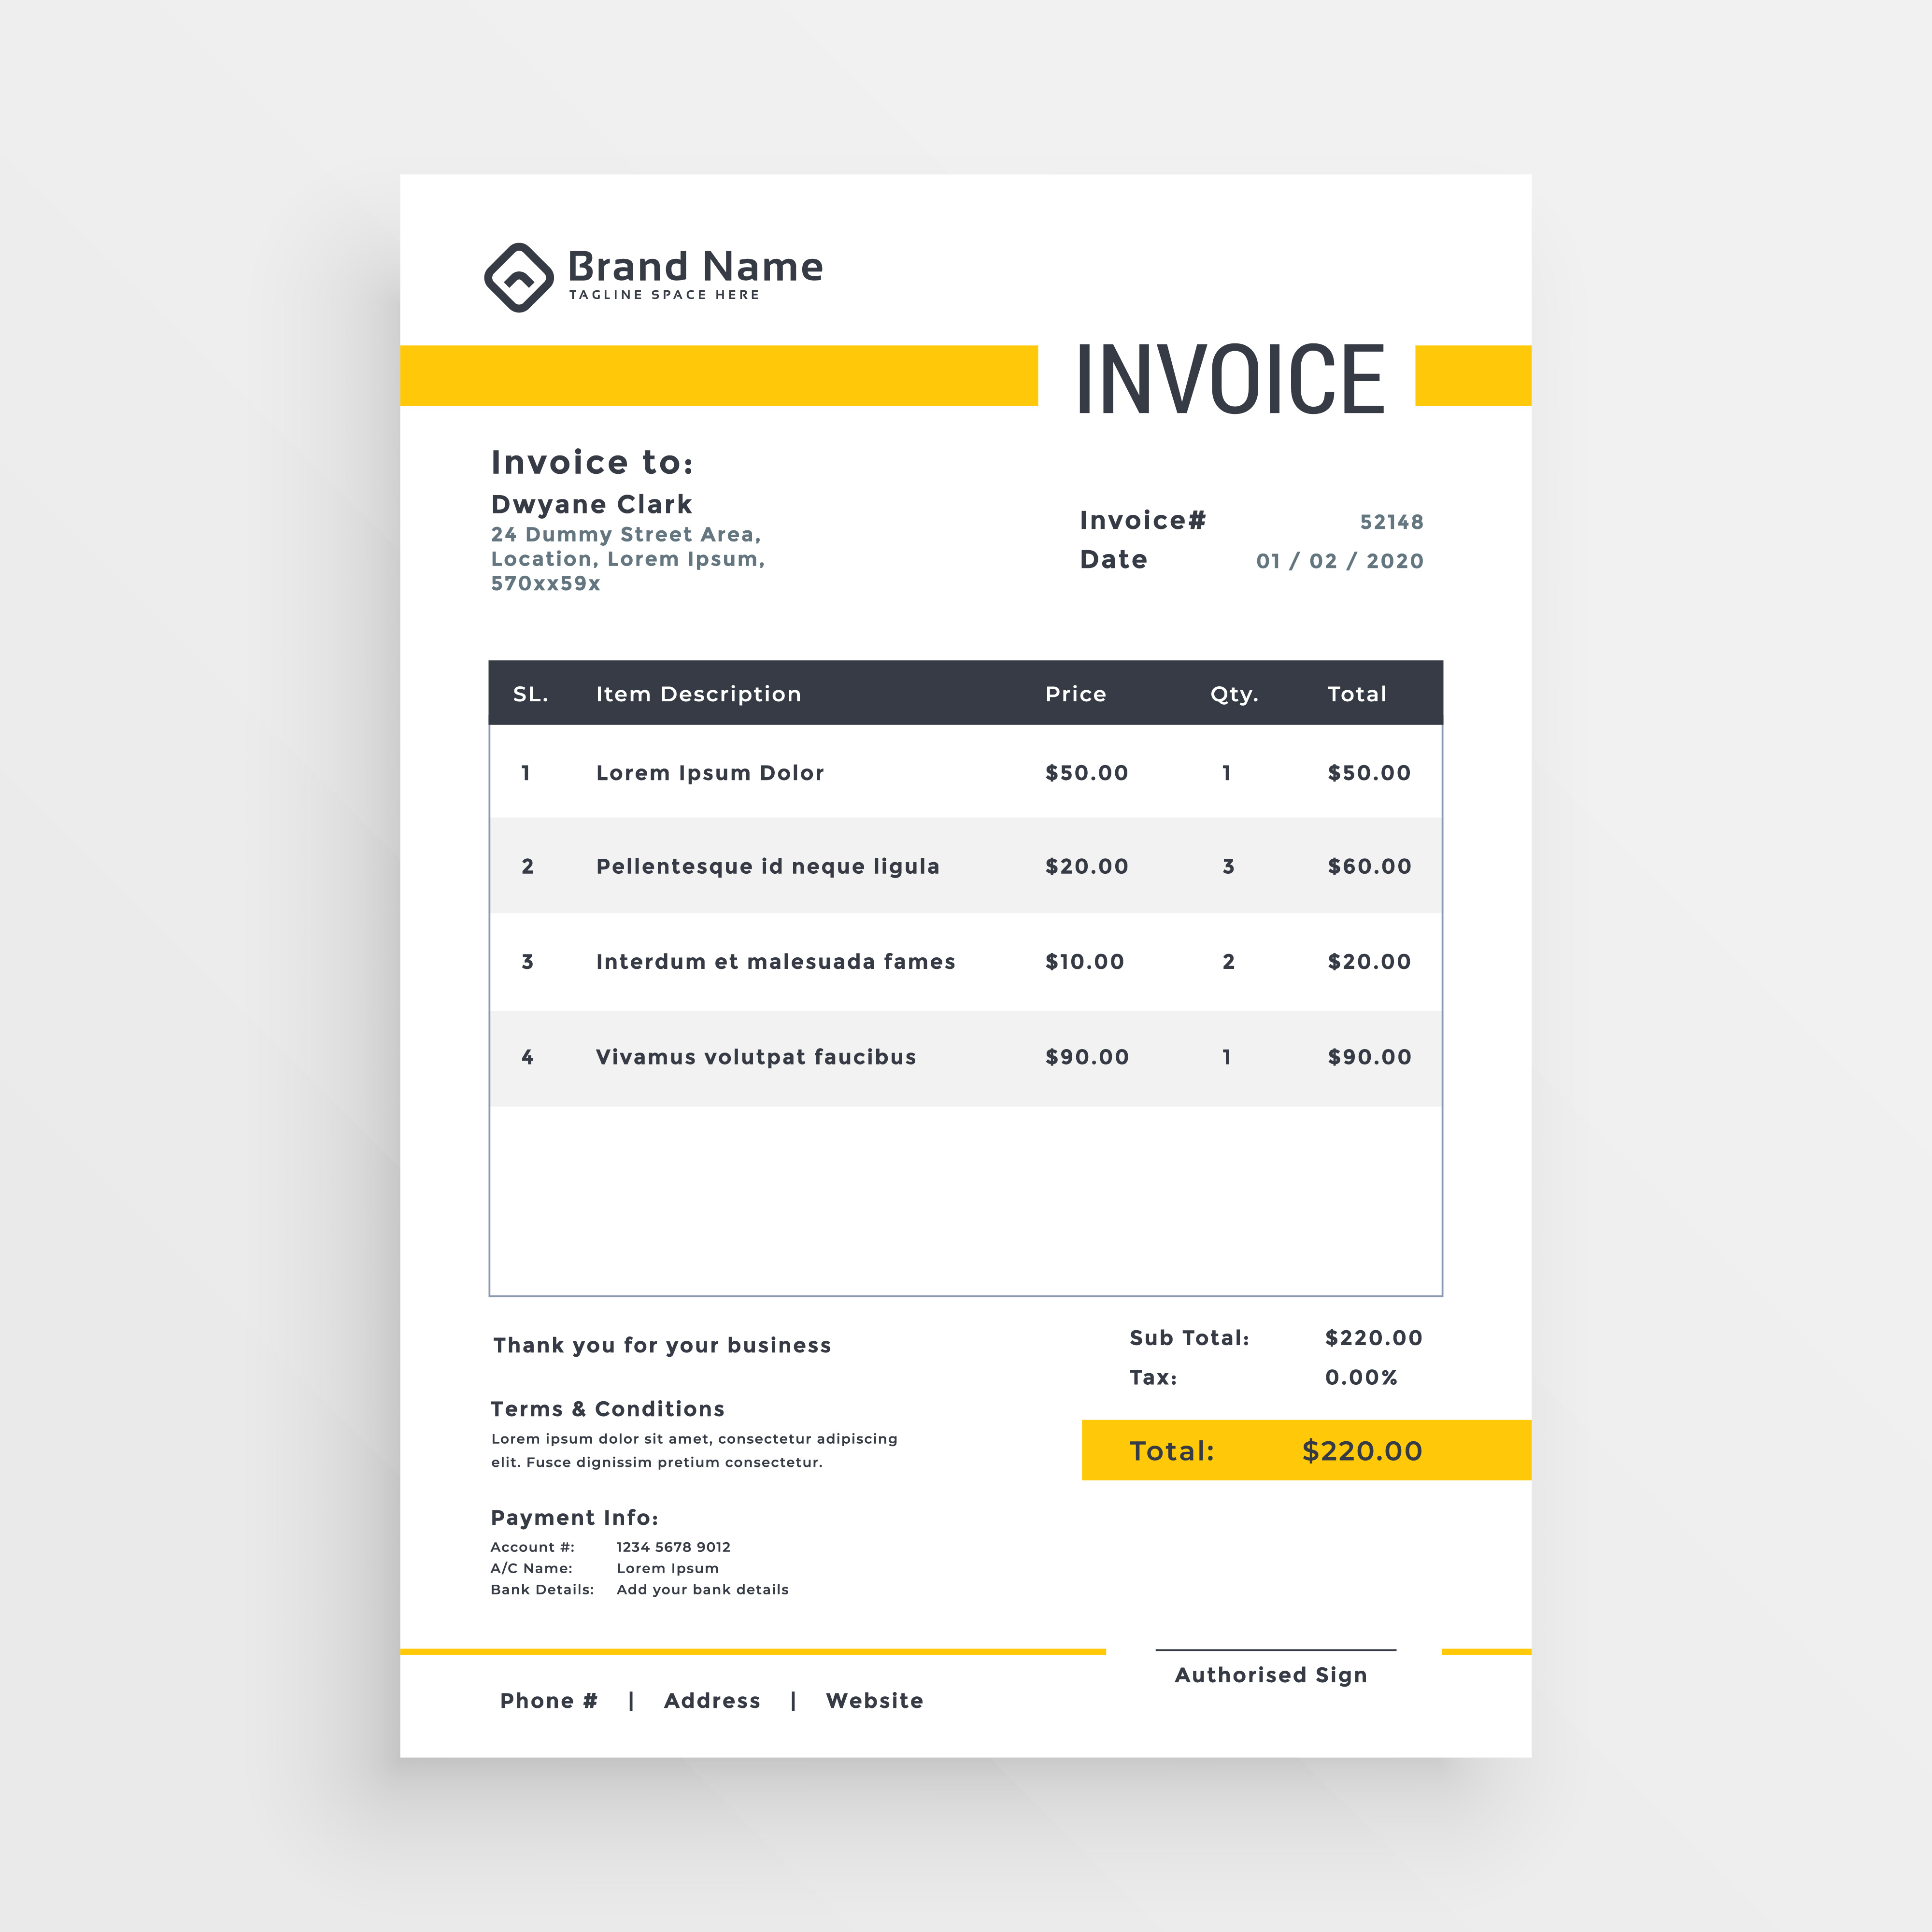 Brand Name
TAGLINE SPACE HERE
INVOICE
Invoice to:
Dwyane Clark
24 Dummy Street Area,
Location, Lorem Ipsum,
570xx59x
Invoice# 52148
Date 01 / 02 / 2020
SL. Item Description Price Qty. Total
1 Lorem Ipsum Dolor $50.00 1 $50.00
2 Pellentesque id neque ligula $20.00 3 $60.00
3 Interdum et malesuada fames $10.00 2 $20.00
4 Vivamus volutpat faucibus $90.00 1 $90.00
Thank you for your business
Sub Total: $220.00
Tax: 0.00%
Total: $220.00
Terms & Conditions
Lorem ipsum dolor sit amet, consectetur adipiscing
elit. Fusce dignissim pretium consectetur.
Payment Info:
Account #: 1234 5678 9012
A/C Name: Lorem Ipsum
Bank Details: Add your bank details
Authorised Sign
Phone # | Address | Website